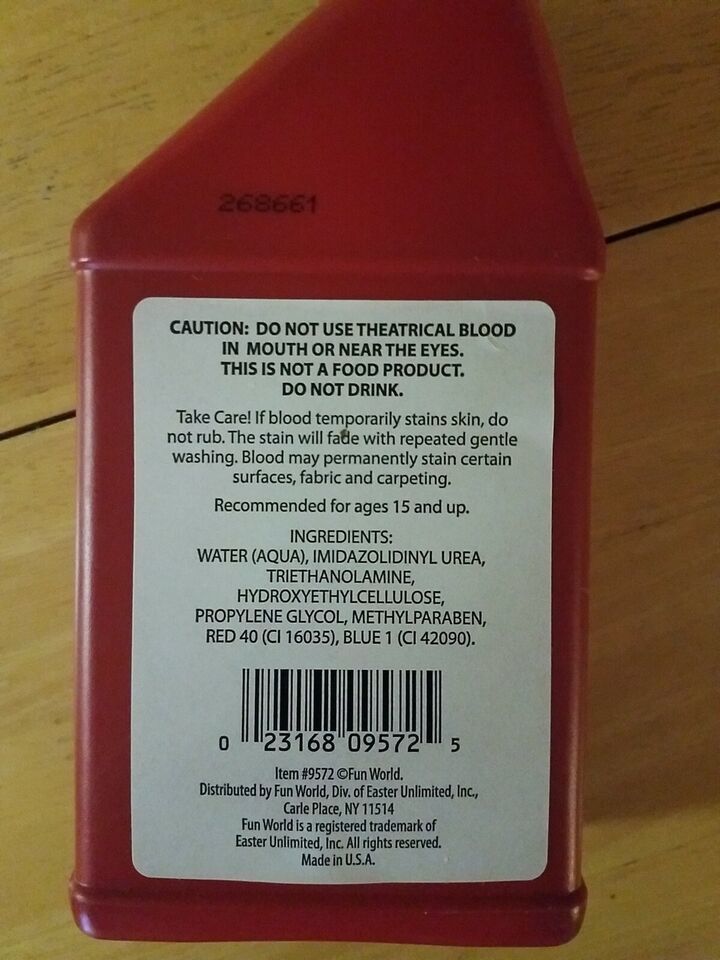 268661
CAUTION: DO NOT USE THEATRICAL BLOOD
IN MOUTH OR NEAR THE EYES.
THIS IS NOT A FOOD PRODUCT.
DO NOT DRINK.
Take Care! If blood temporarily stains skin, do
not rub. The stain will fade with repeated gentle
washing. Blood may permanently stain certain
surfaces, fabric and carpeting.
Recommended for ages 15 and up.
INGREDIENTS:
WATER (AQUA), IMIDAZOLIDINYL UREA,
TRIETHANOLAMINE,
HYDROXYETHYLCELLULOSE,
PROPYLENE GLYCOL, METHYLPARABEN,
RED 40 (CI 16035), BLUE 1 (CI 42090).
0 23168 09572 5
Item #9572 ©Fun World.
Distributed by Fun World, Div. of Easter Unlimited, Inc.,
Carle Place, NY 11514
Fun World is a registered trademark of
Easter Unlimited, Inc. All rights reserved.
Made in U.S.A.